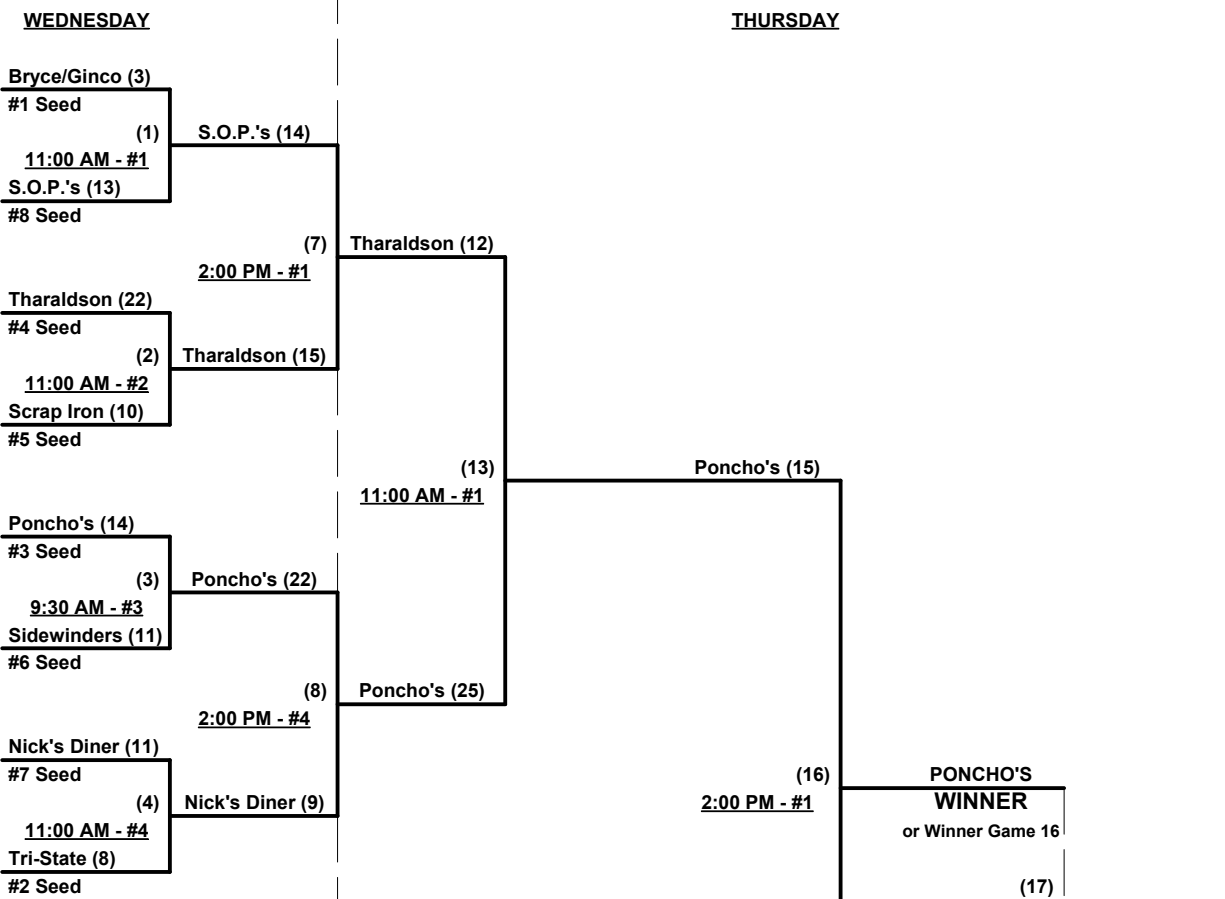 WEDNESDAY
THURSDAY
Bryce/Ginco (3)
#1 Seed
(1)
S.O.P.'s (14)
11:00 AM - #1
S.O.P.'s (13)
#8 Seed
(7)
Tharaldson (12)
2:00 PM - #1
Tharaldson (22)
#4 Seed
(2)
Tharaldson (15)
11:00 AM - #2
Scrap Iron (10)
#5 Seed
(13)
Poncho's (15)
11:00 AM - #1
Poncho's (14)
#3 Seed
(3)
Poncho's (22)
9:30 AM - #3
Sidewinders (11)
#6 Seed
(8)
Poncho's (25)
2:00 PM - #4
Nick's Diner (11)
#7 Seed
(16)
PONCHO'S
(4)
Nick's Diner (9)
2:00 PM - #1
WINNER
11:00 AM - #4
or Winner Game 16
Tri-State (8)
#2 Seed
(17)